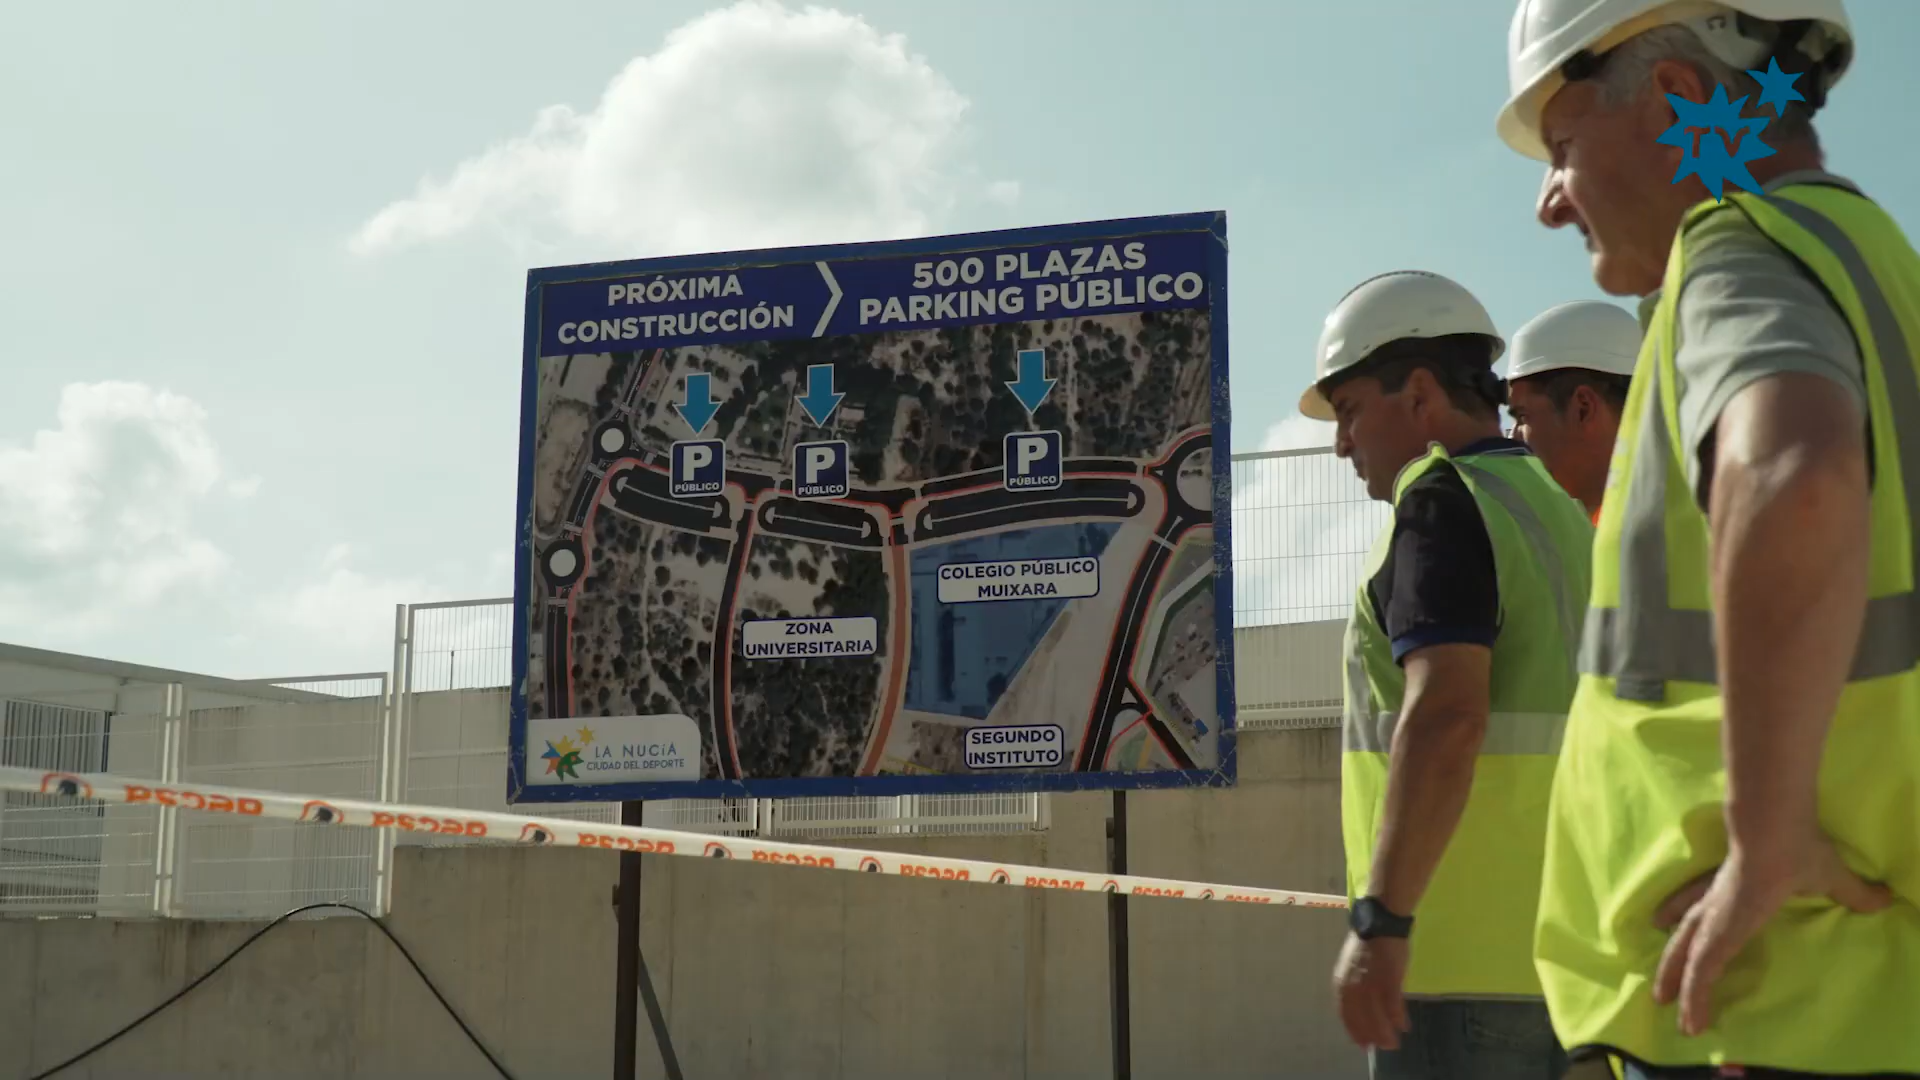 TV
PRÓXIMA
CONSTRUCCIÓN
500 PLAZAS
PARKING PÚBLICO
P
PÚBLICO
P
PÚBLICO
P
PÚBLICO
COLEGIO PÚBLICO
MUIXARA
ZONA
UNIVERSITARIA
SEGUNDO
INSTITUTO
LA NUCÍA
CIUDAD DEL DEPORTE